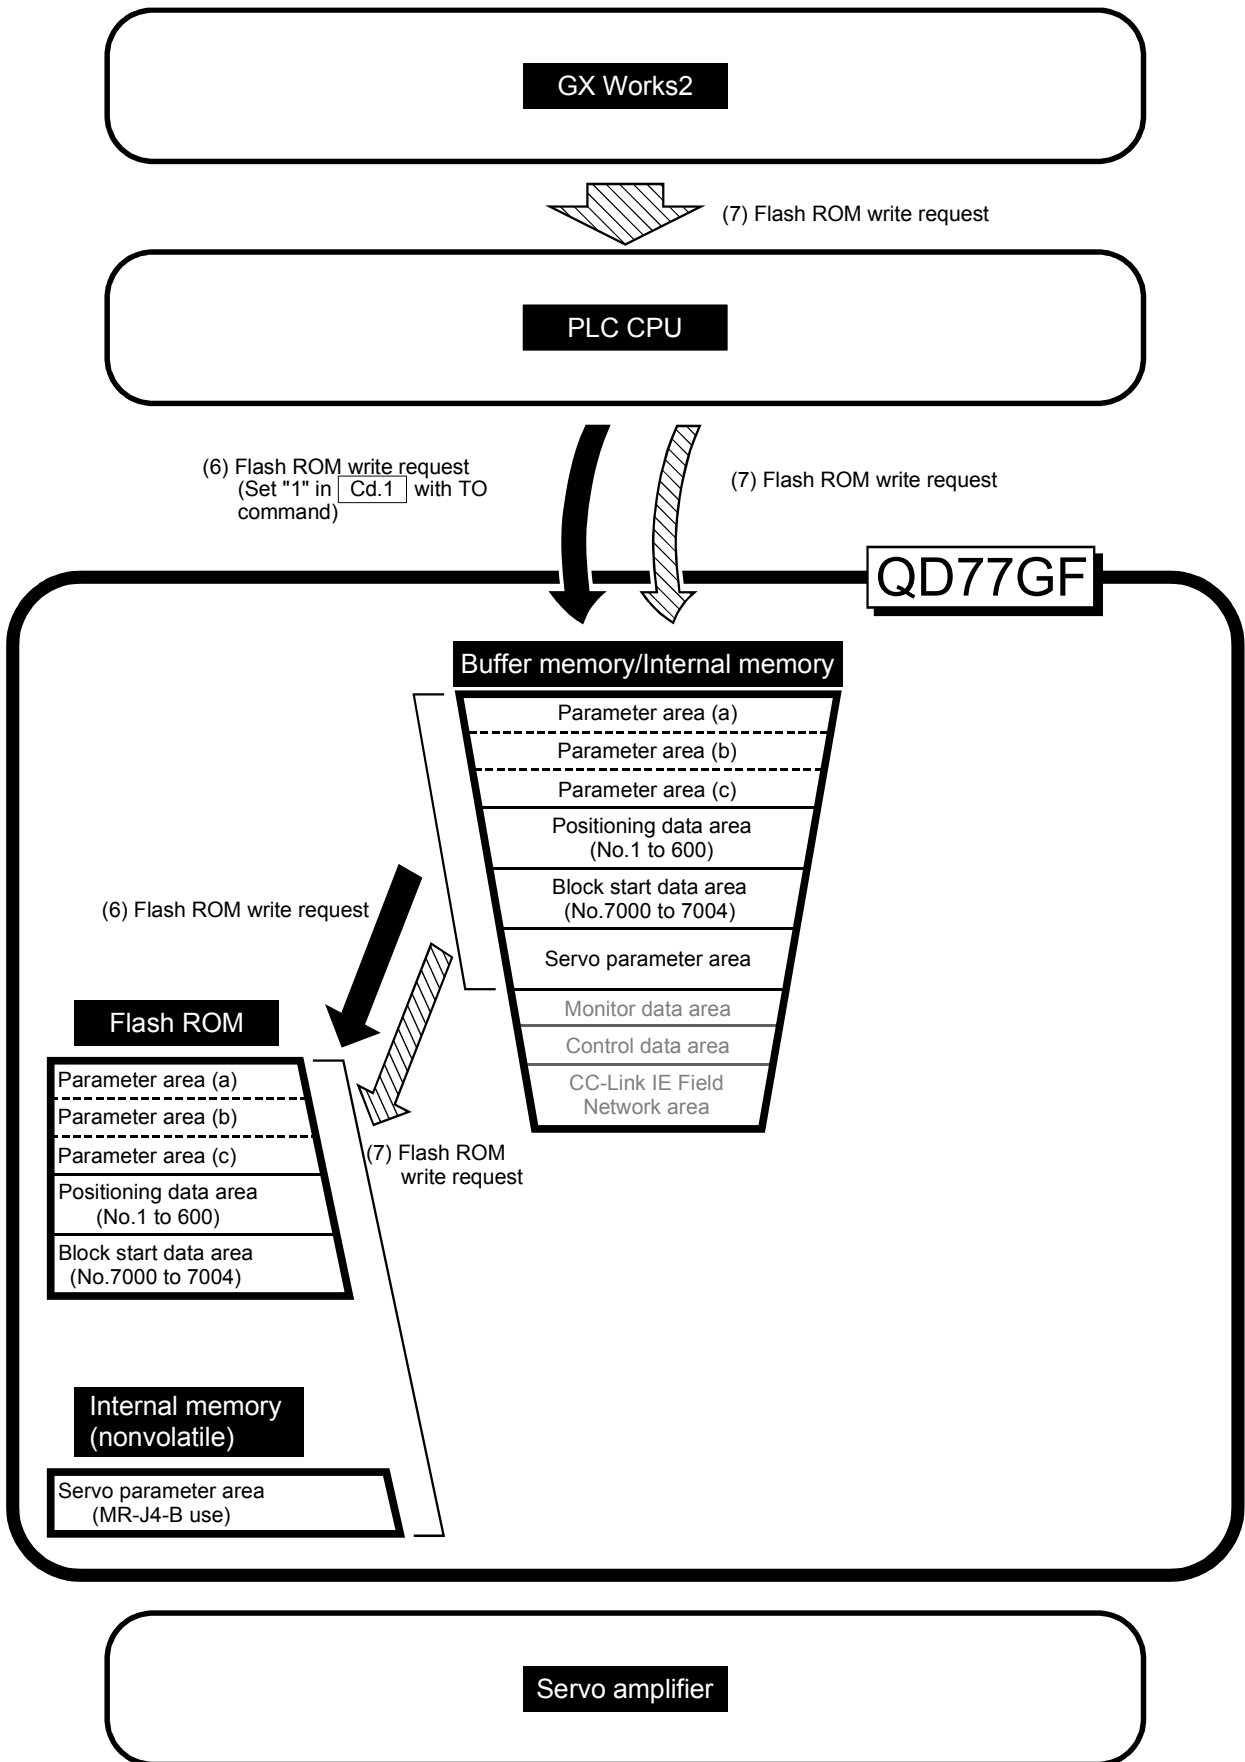 GX Works2
(7) Flash ROM write request
PLC CPU
(6) Flash ROM write request
(Set "1" in Cd.1 with TO
command)
(7) Flash ROM write request
QD77GF
Buffer memory/Internal memory
Parameter area (a)
Parameter area (b)
Parameter area (c)
Positioning data area
(No.1 to 600)
Block start data area
(No.7000 to 7004)
Servo parameter area
Monitor data area
Control data area
CC-Link IE Field
Network area
(6) Flash ROM write request
(7) Flash ROM
write request
Flash ROM
Parameter area (a)
Parameter area (b)
Parameter area (c)
Positioning data area
(No.1 to 600)
Block start data area
(No.7000 to 7004)
Internal memory
(nonvolatile)
Servo parameter area
(MR-J4-B use)
Servo amplifier